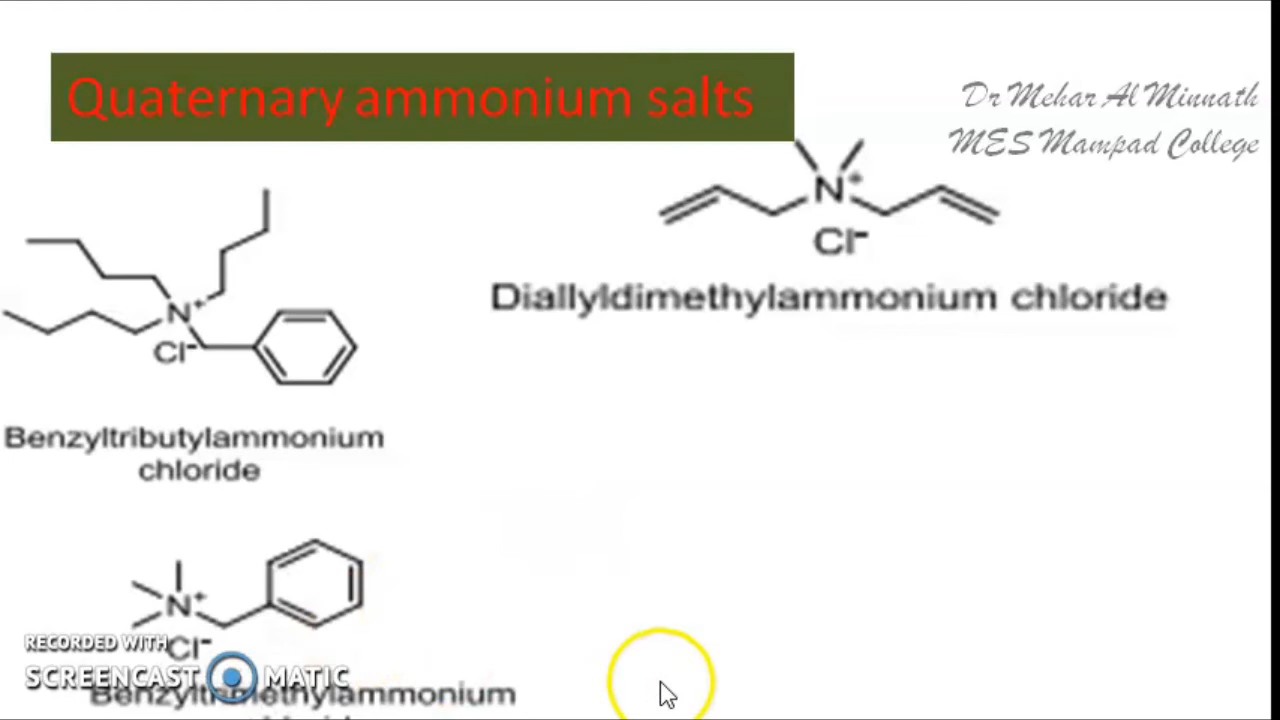 Quaternary ammonium salts
Dr Mehar Al Minnath
MES Mampad College
N+
Cl-
Diallyldimethylammonium chloride
N+
Cl-
Benzyltributylammonium
chloride
N+
Cl-
RECORDED WITH
SCREENCAST MATIC
Benzyltrimethylammonium